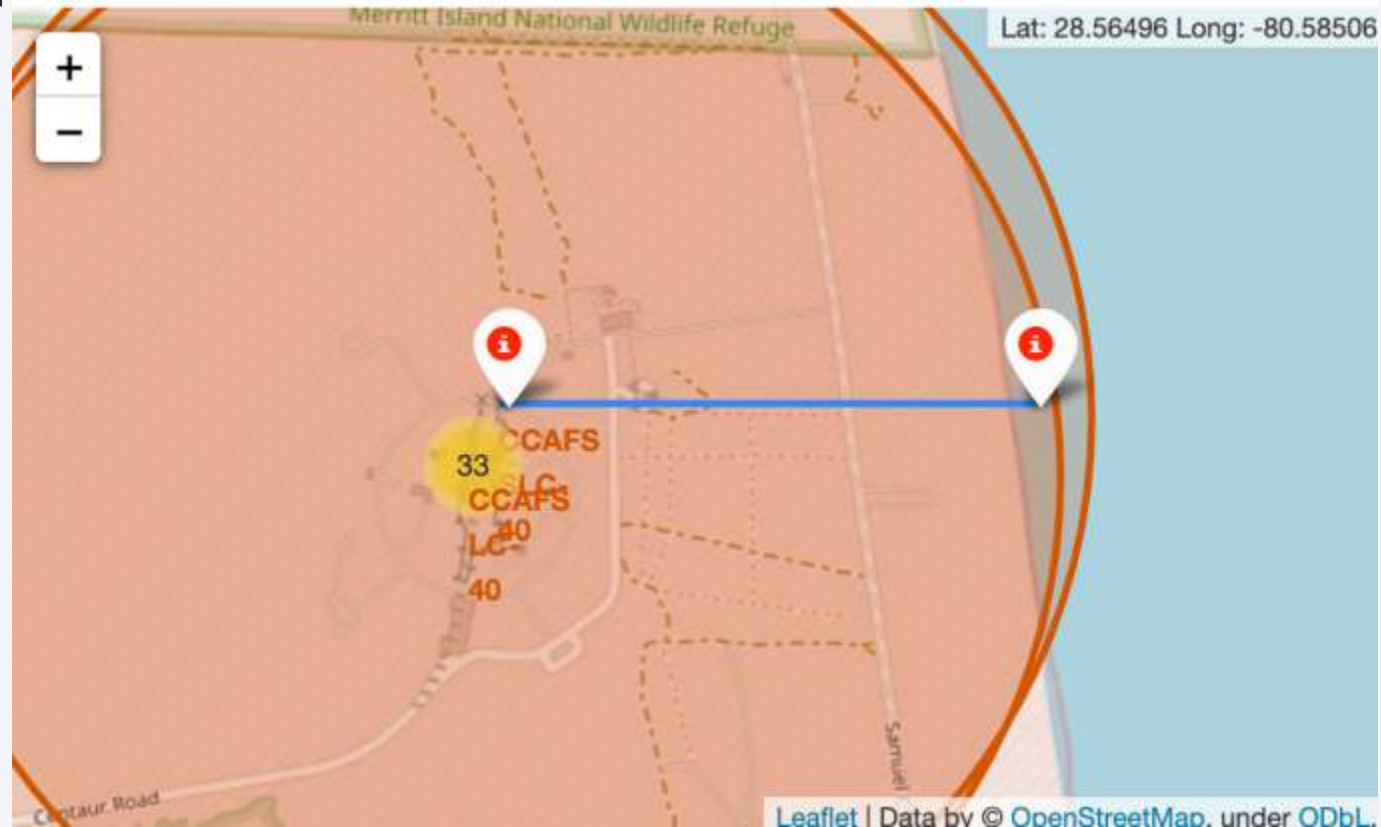 Merritt Island National Wildlife Refuge
Lat: 28.56496 Long: -80.58506
+
−
i
i
CCAFS
SLC-
40
33
CCAFS
LC-
40
Samuel
Centaur Road
Leaflet | Data by © OpenStreetMap, under ODbL.